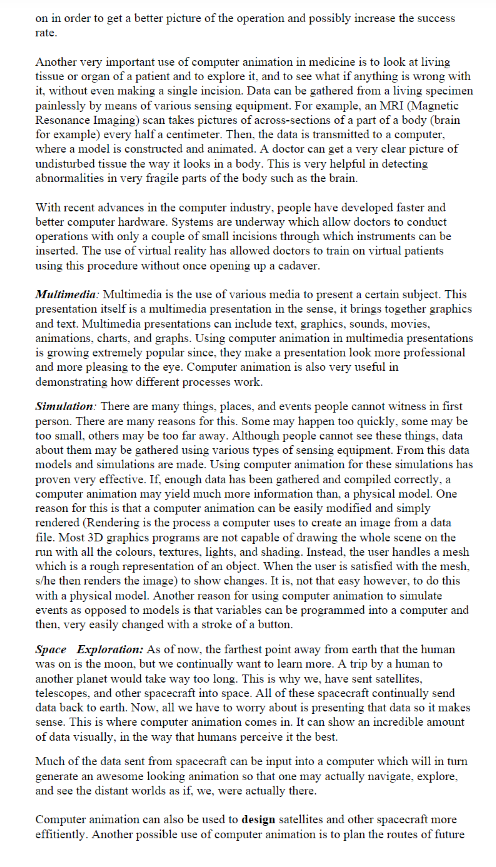 on in order to get a better picture of the operation and possibly increase the success
rate.
Another very important use of computer animation in medicine is to look at living
tissue or organ of a patient and to explore it, and to see what if anything is wrong with
it, without even making a single incision. Data can be gathered from a living specimen
painlessly by means of various sensing equipment. For example, an MRI (Magnetic
Resonance Imaging) scan takes pictures of across-sections of a part of a body (brain
for example) every half a centimeter. Then, the data is transmitted to a computer,
where a model is constructed and animated. A doctor can get a very clear picture of
undisturbed tissue the way it looks in a body. This is very helpful in detecting
abnormalities in very fragile parts of the body such as the brain.
With recent advances in the computer industry, people have developed faster and
better computer hardware. Systems are underway which allow doctors to conduct
operations with only a couple of small incisions through which instruments can be
inserted. The use of virtual reality has allowed doctors to train on virtual patients
using this procedure without once opening up a cadaver.
Multimedia: Multimedia is the use of various media to present a certain subject. This
presentation itself is a multimedia presentation in the sense, it brings together graphics
and text. Multimedia presentations can include text, graphics, sounds, movies,
animations, charts, and graphs. Using computer animation in multimedia presentations
is growing extremely popular since, they make a presentation look more professional
and more pleasing to the eye. Computer animation is also very useful in
demonstrating how different processes work.
Simulation: There are many things, places, and events people cannot witness in first
person. There are many reasons for this. Some may happen too quickly, some may be
too small, others may be too far away. Although people cannot see these things, data
about them may be gathered using various types of sensing equipment. From this data
models and simulations are made. Using computer animation for these simulations has
proven very effective. If, enough data has been gathered and compiled correctly, a
computer animation may yield much more information than, a physical model. One
reason for this is that a computer animation can be easily modified and simply
rendered (Rendering is the process a computer uses to create an image from a data
file. Most 3D graphics programs are not capable of drawing the whole scene on the
run with all the colours, textures, lights, and shading. Instead, the user handles a mesh
which is a rough representation of an object. When the user is satisfied with the mesh,
s/he then renders the image) to show changes. It is, not that easy however, to do this
with a physical model. Another reason for using computer animation to simulate
events as opposed to models is that variables can be programmed into a computer and
then, very easily changed with a stroke of a button.
Space Exploration: As of now, the farthest point away from earth that the human
was on is the moon, but we continually want to learn more. A trip by a human to
another planet would take way too long. This is why we, have sent satellites,
telescopes, and other spacecraft into space. All of these spacecraft continually send
data back to earth. Now, all we have to worry about is presenting that data so it makes
sense. This is where computer animation comes in. It can show an incredible amount
of data visually, in the way that humans perceive it the best.
Much of the data sent from spacecraft can be input into a computer which will in turn
generate an awesome looking animation so that one may actually navigate, explore,
and see the distant worlds as if, we, were actually there.
Computer animation can also be used to design satellites and other spacecraft more
effitiently. Another possible use of computer animation is to plan the routes of future